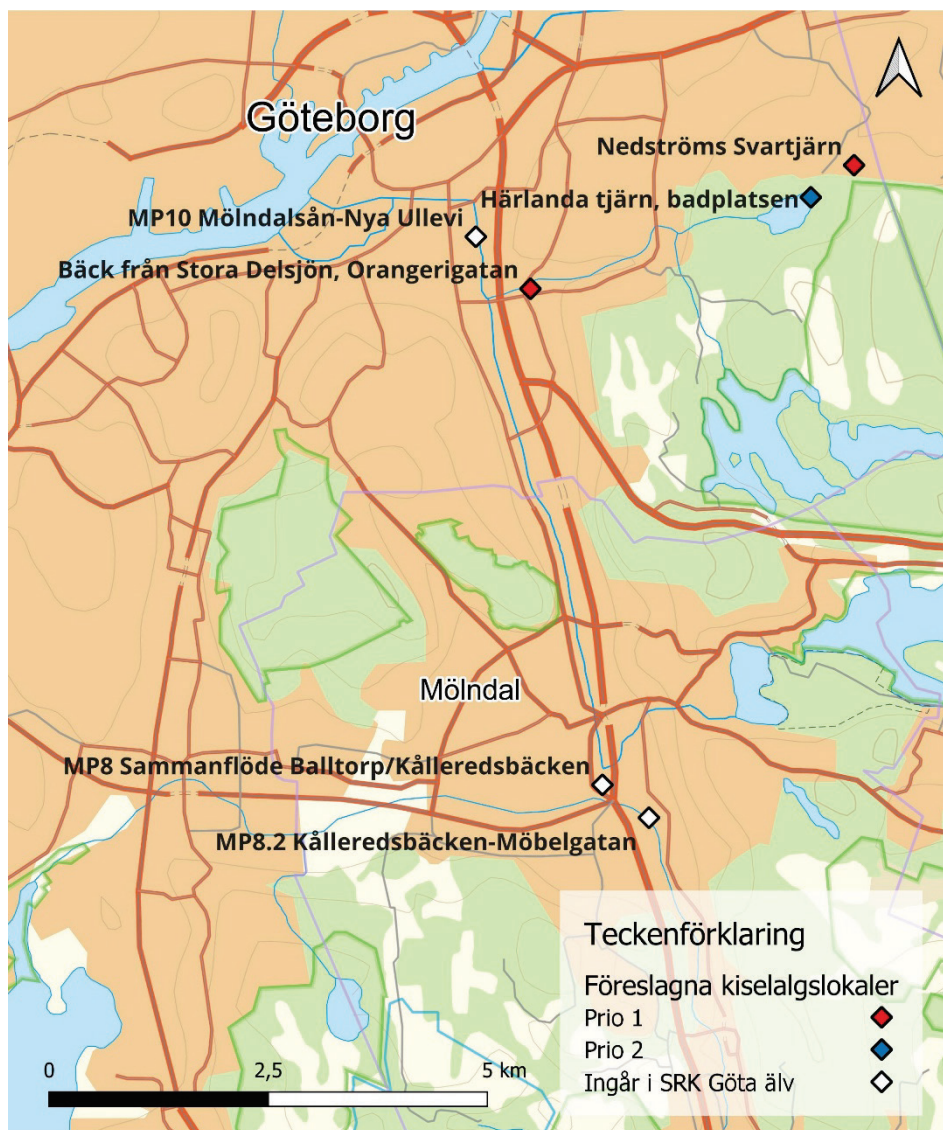 Göteborg
Nedströms Svartjärn
Härlanda tjärn, badplatsen
MP10 Mölndalsån-Nya Ullevi
Bäck från Stora Delsjön, Orangerigatan
Mölndal
MP8 Sammanflöde Balltorp/Kålleredsbäcken
MP8.2 Kålleredsbäcken-Möbelgatan
Teckenförklaring
Föreslagna kiselalgslokaler
Prio 1
Prio 2
Ingår i SRK Göta älv
0 2,5 5 km